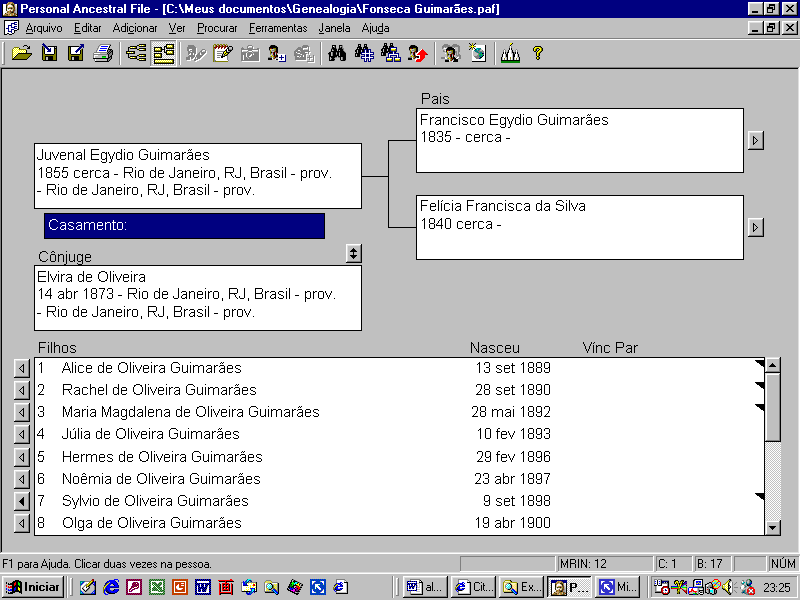 Personal Ancestral File - [C:\Meus documentos\Genealogia\Fonseca Guimarães.paf]
Arquivo Editar Adicionar Ver Procurar Ferramentas Janela Ajuda
Pais
Francisco Egydio Guimarães
1835 - cerca -
Juvenal Egydio Guimarães
1855 cerca - Rio de Janeiro, RJ, Brasil - prov.
- Rio de Janeiro, RJ, Brasil - prov.
Felícia Francisca da Silva
1840 cerca -
Casamento:
Cônjuge
Elvira de Oliveira
14 abr 1873 - Rio de Janeiro, RJ, Brasil - prov.
- Rio de Janeiro, RJ, Brasil - prov.
Filhos Nasceu Vínc Par
1 Alice de Oliveira Guimarães 13 set 1889
2 Rachel de Oliveira Guimarães 28 set 1890
3 Maria Magdalena de Oliveira Guimarães 28 mai 1892
4 Júlia de Oliveira Guimarães 10 fev 1893
5 Hermes de Oliveira Guimarães 29 fev 1896
6 Noêmia de Oliveira Guimarães 23 abr 1897
7 Sylvio de Oliveira Guimarães 9 set 1898
8 Olga de Oliveira Guimarães 19 abr 1900
F1 para Ajuda. Clicar duas vezes na pessoa. MRIN: 12 C: 1 B: 17 NÚM
Iniciar al... Cit... Ex... P... Mi... 23:25